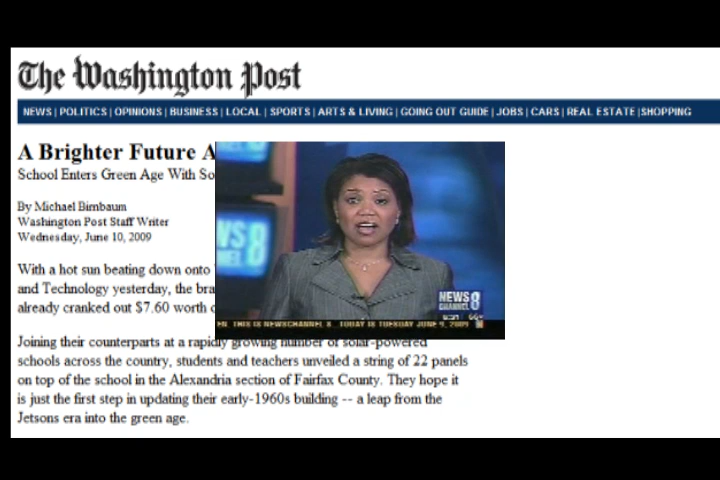 The Washington Post
NEWS | POLITICS | OPINIONS | BUSINESS | LOCAL | SPORTS | ARTS & LIVING | GOING OUT GUIDE | JOBS | CARS | REAL ESTATE |SHOPPING
A Brighter Future A
School Enters Green Age With So
By Michael Birnbaum
Washington Post Staff Writer
Wednesday, June 10, 2009
With a hot sun beating down onto
and Technology yesterday, the bra
already cranked out $7.60 worth
NEWS 8
CHANNEL
THIS IS NEWSCHANNEL 8 TODAY IS TUESDAY JUNE 9, 2009
Joining their counterparts at a rapidly growing number of solar-powered
schools across the country, students and teachers unveiled a string of 22 panels
on top of the school in the Alexandria section of Fairfax County. They hope it
is just the first step in updating their early-1960s building -- a leap from the
Jetsons era into the green age.